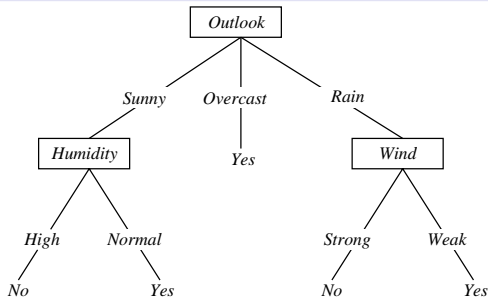 Outlook
Sunny Overcast Rain
Humidity Yes Wind
High Normal Strong Weak
No Yes No Yes